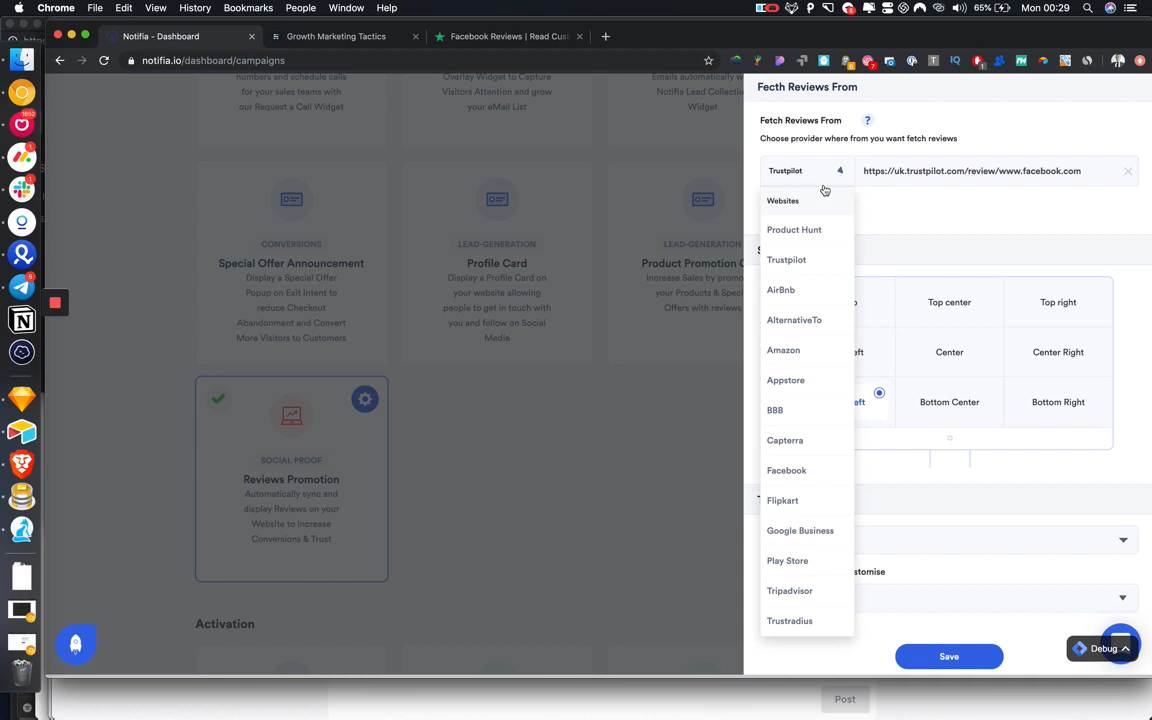 Chrome File Edit View History Bookmarks People Window Help
65% Mon 00:29
Notifia - Dashboard
Growth Marketing Tactics
Facebook Reviews | Read Cust
notifia.io/dashboard/campaigns
numbers and schedule calls
for your sales teams with
our Request a Call Widget
Overlay Widget to Capture
Visitors Attention and grow
your eMail List
Emails automatically w
Notifia Lead Collection
Widget
CONVERSIONS
Special Offer Announcement
Display a Special Offer
Popup on Exit Intent to
reduce Checkout
Abandonment and Convert
More Visitors to Customers
LEAD-GENERATION
Profile Card
Display a Profile Card on
your website allowing
people to get in touch with
you and follow on Social
Media
LEAD-GENERATION
Product Promotion C
Increase Sales by promo
your Products & Speci
Offers with reviews
SOCIAL PROOF
Reviews Promotion
Automatically sync and
display Reviews on your
Website to Increase
Conversions & Trust
Activation
Fecth Reviews From
Fetch Reviews From ?
Choose provider where from you want fetch reviews
Trustpilot
https://uk.trustpilot.com/review/www.facebook.com
Websites
Product Hunt
Trustpilot
AirBnb
AlternativeTo
Amazon
Appstore
BBB
Capterra
Facebook
Flipkart
Google Business
Play Store
Tripadvisor
Trustradius
Top center
Top right
eft
Center
Center Right
eft
Bottom Center
Bottom Right
stomise
Save
Debug
Post